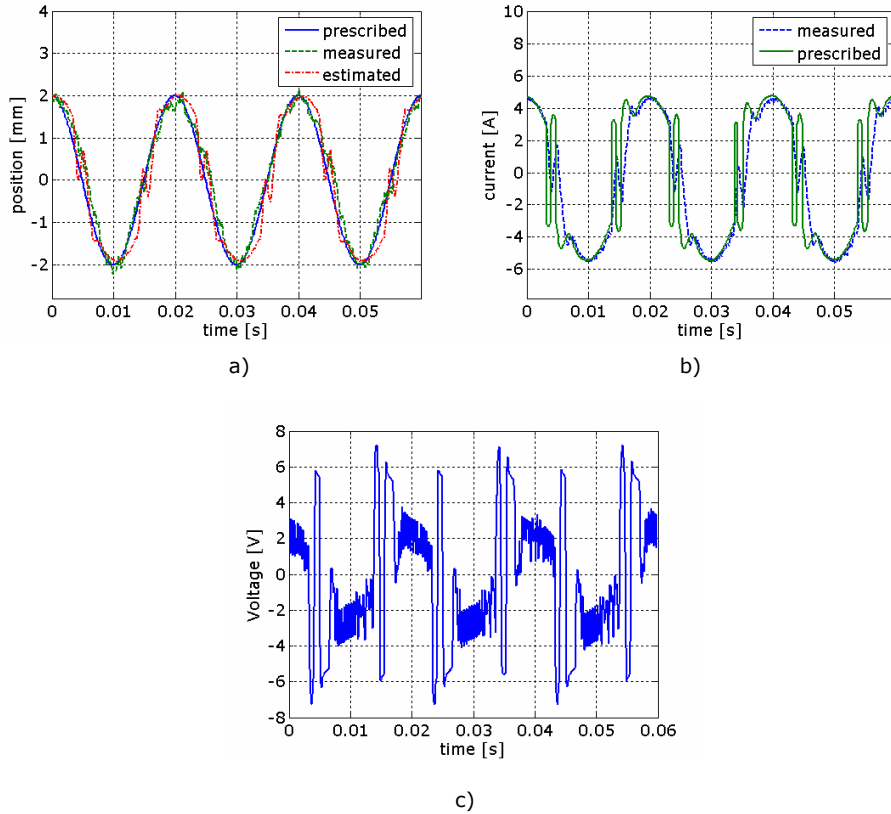 4
3
2
1
0
-1
-2
position [mm]
prescribed
measured
estimated
0 0.01 0.02 0.03 0.04 0.05
time [s]
a)
10
8
6
4
2
0
-2
-4
-6
current [A]
measured
prescribed
0 0.01 0.02 0.03 0.04 0.05
time [s]
b)
8
6
4
2
0
-2
-4
-6
-8
Voltage [V]
0 0.01 0.02 0.03 0.04 0.05 0.06
time [s]
c)